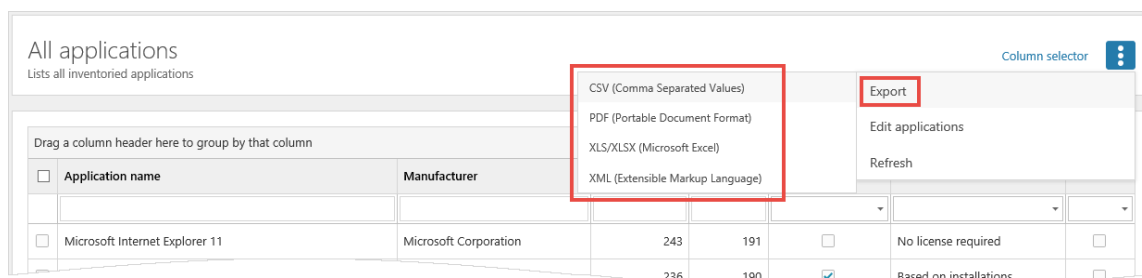 All applications
Lists all inventoried applications
Column selector
CSV (Comma Separated Values)
PDF (Portable Document Format)
XLS/XLSX (Microsoft Excel)
XML (Extensible Markup Language)
Export
Edit applications
Refresh
Drag a column header here to group by that column
Application name Manufacturer
Microsoft Internet Explorer 11 Microsoft Corporation 243 191 No license required
236 190 Based on installations